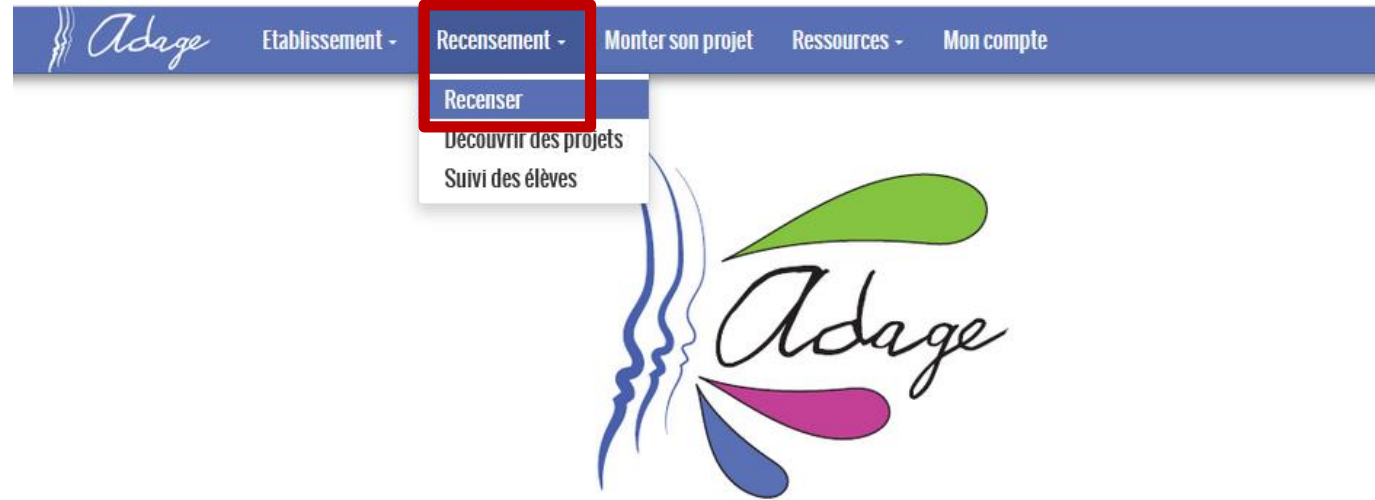 Adage Etablissement - Recensement - Monter son projet Ressources - Mon compte
Recenser
Découvrir des projets
Suivi des élèves
Adage